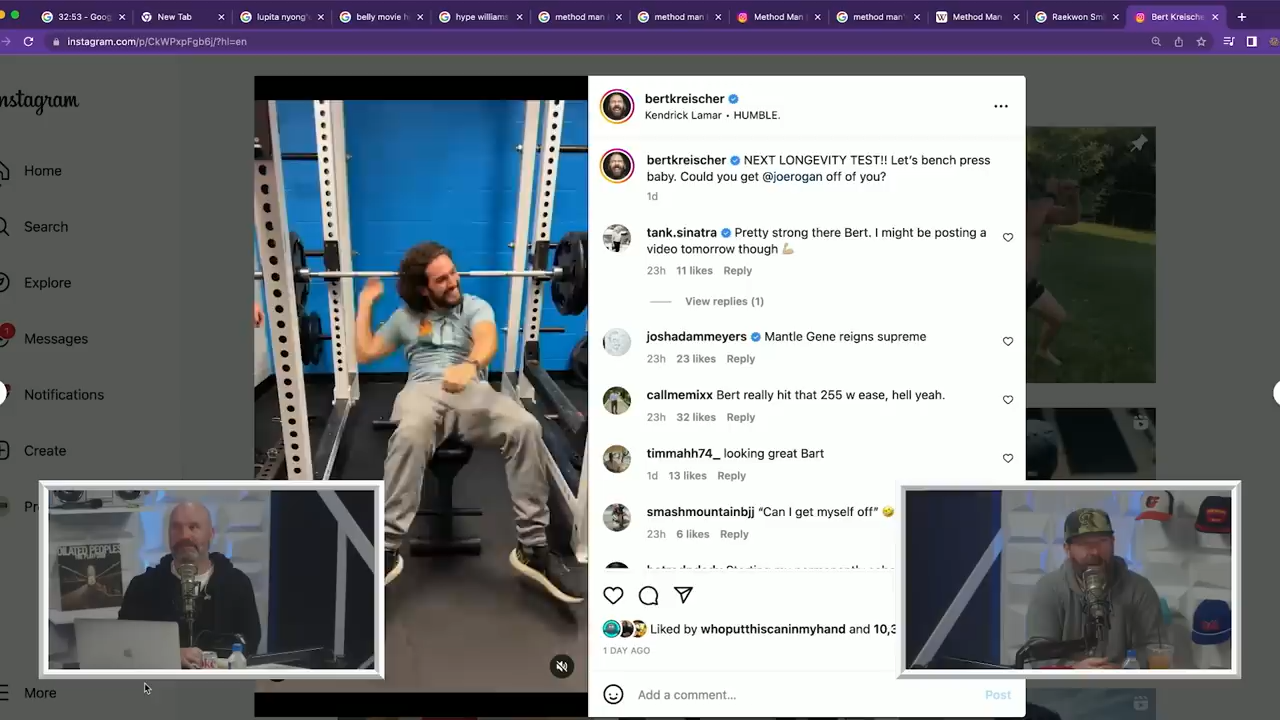 32:53 - Google
New Tab
lupita nyong'
belly movie h
hype williams
method man
method man
Method Man
method man'
Method Man
Raekwon Sm
Bert Kreische
instagram.com/p/CkWPxpFgb6j/?hl=en
nstagram
Home
Search
Explore
1
Messages
Notifications
Create
Pr
More
bertkreischer
Kendrick Lamar • HUMBLE.
bertkreischer NEXT LONGEVITY TEST!! Let's bench press
baby. Could you get @joerogan off of you?
1d
tank.sinatra Pretty strong there Bert. I might be posting a
video tomorrow though
23h 11 likes Reply
View replies (1)
joshadammeyers Mantle Gene reigns supreme
23h 23 likes Reply
callmemixx Bert really hit that 255 w ease, hell yeah.
23h 32 likes Reply
timmahh74_ looking great Bart
1d 13 likes Reply
smashmountainbjj “Can I get myself off”
23h 6 likes Reply
Liked by whoputthiscaninmyhand and 10,3
1 DAY AGO
Add a comment...
Post
DILATED PEOPLES